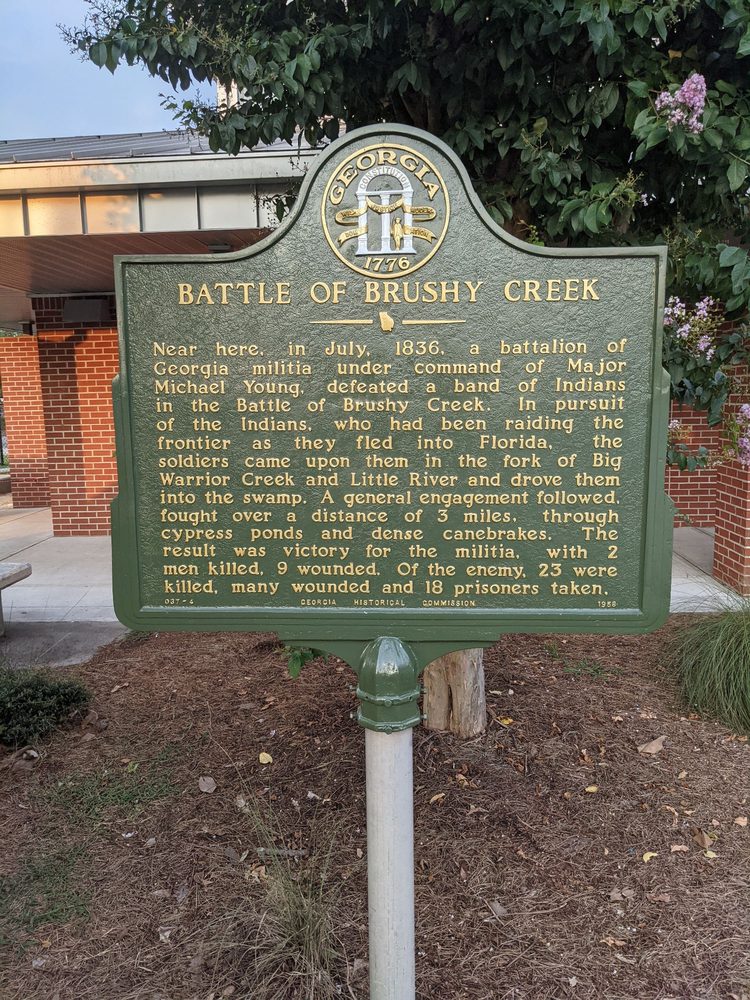 GEORGIA
CONSTITUTION
1776
BATTLE OF BRUSHY CREEK
Near here, in July, 1836, a battalion of
Georgia militia under command of Major
Michael Young, defeated a band of Indians
in the Battle of Brushy Creek. In pursuit
of the Indians, who had been raiding the
frontier as they fled into Florida, the
soldiers came upon them in the fork of Big
Warrior Creek and Little River and drove them
into the swamp. A general engagement followed,
fought over a distance of 3 miles, through
cypress ponds and dense canebrakes. The
result was victory for the militia, with 2
men killed, 9 wounded. Of the enemy, 23 were
killed, many wounded and 18 prisoners taken.
037-4 GEORGIA HISTORICAL COMMISSION 1958